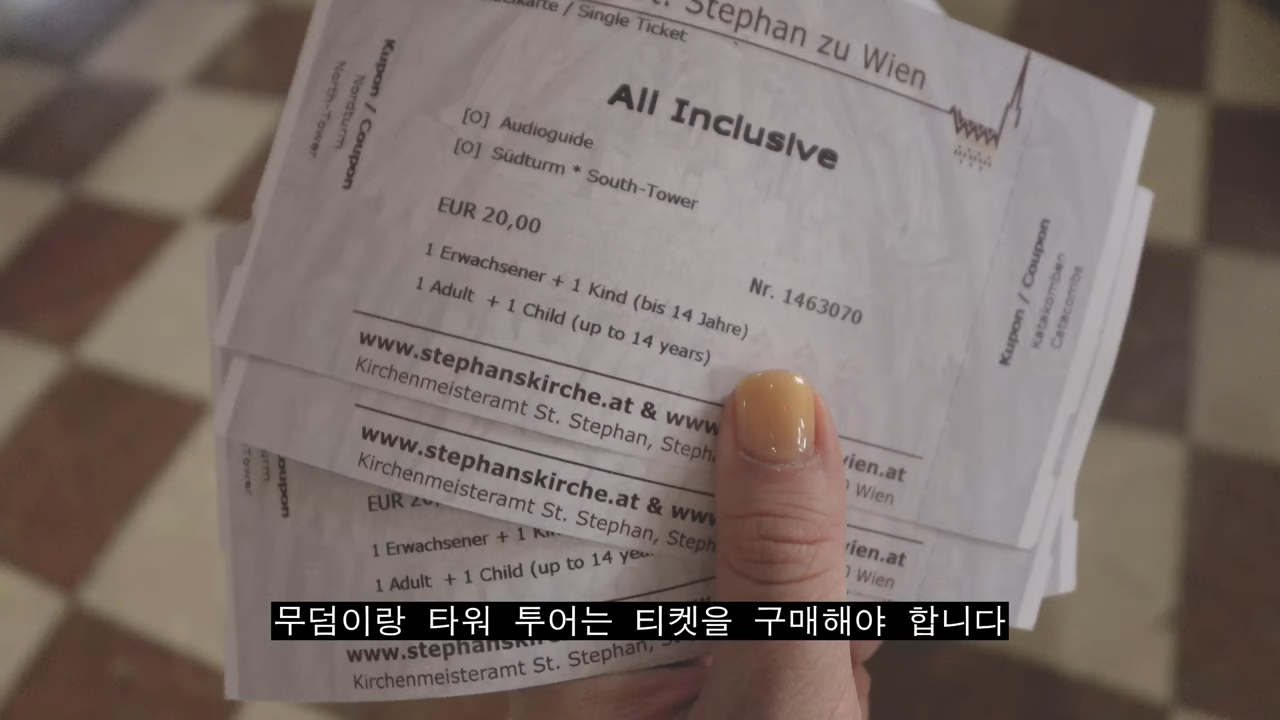 St. Stephan zu Wien
/ Single Ticket
All Inclusive
[O] Audioguide
[O] Südturm * South-Tower
EUR 20,00
1 Erwachsener + 1 Kind (bis 14 Jahre)
1 Adult + 1 Child (up to 14 years)
Nr. 1463070
www.stephanskirche.at & www
Kirchenmeisteramt St. Stephan, Steph
Wien
Kupon / Coupon
Nordturm
North-Tower
Kupon / Coupon
Katakomben
Catacombs
www.stephanskirche.at & www
Kirchenmeisteramt St. Stephan, Steph
Wien
Coupon
Tower
EUR
1 Erwachsener + 1
1 Adult + 1 Child (up to 14
Kirchenmeisteramt St. Stephan,
무덤이랑 타워 투어는 티켓을 구매해야 합니다